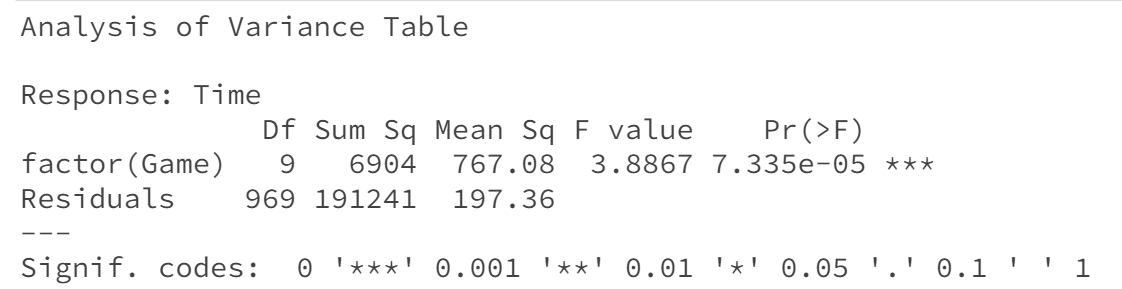 Analysis of Variance Table
Response: Time
Df Sum Sq Mean Sq F value Pr(>F)
factor(Game) 9 6904 767.08 3.8867 7.335e-05 ***
Residuals 969 191241 197.36
---
Signif. codes: 0 '***' 0.001 '**' 0.01 '*' 0.05 '.' 0.1 ' ' 1